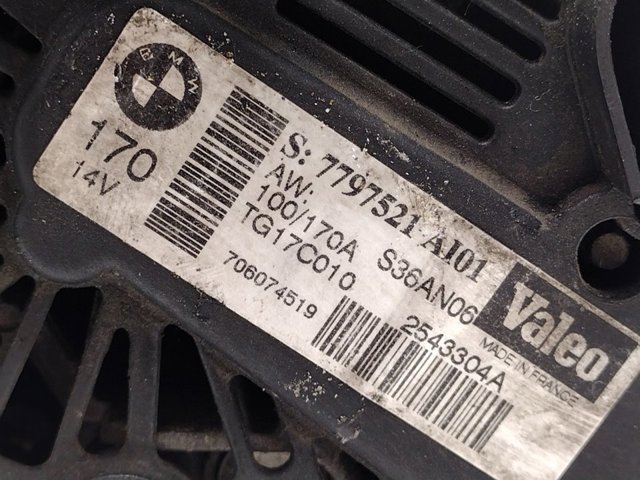 BMW
170
14V
S: 7797521 AI01
AW:
100/170A S36AN06
TG17C010
706074519
2543304A
Valeo
MADE IN FRANCE